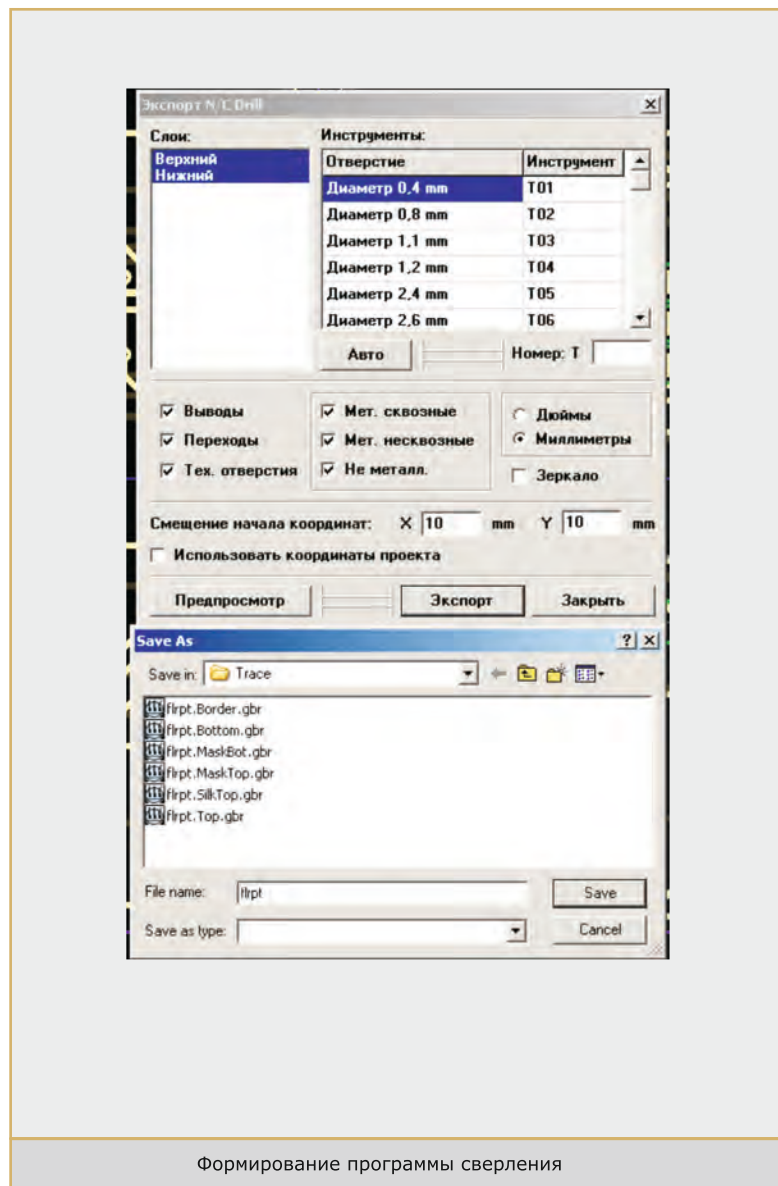 Экспорт N/C Drill
Слои:
Верхний
Нижний
Инструменты:
Отверстие Инструмент
Диаметр 0,4 mm T01
Диаметр 0,8 mm T02
Диаметр 1,1 mm T03
Диаметр 1,2 mm T04
Диаметр 2,4 mm T05
Диаметр 2,6 mm T06
Авто Номер: T
Выводы Мет. сквозные Дюймы
Переходы Мет. несквозные Миллиметры
Тех. отверстия Не металл. Зеркало
Смещение начала координат: X 10 mm Y 10 mm
Использовать координаты проекта
Предпросмотр Экспорт Закрыть
Save As
Save in: Trace
flrpt.Border.gbr
flrpt.Bottom.gbr
flrpt.MaskBot.gbr
flrpt.MaskTop.gbr
flrpt.SilkTop.gbr
flrpt.Top.gbr
File name: flrpt Save
Save as type: Cancel
Формирование программы сверления